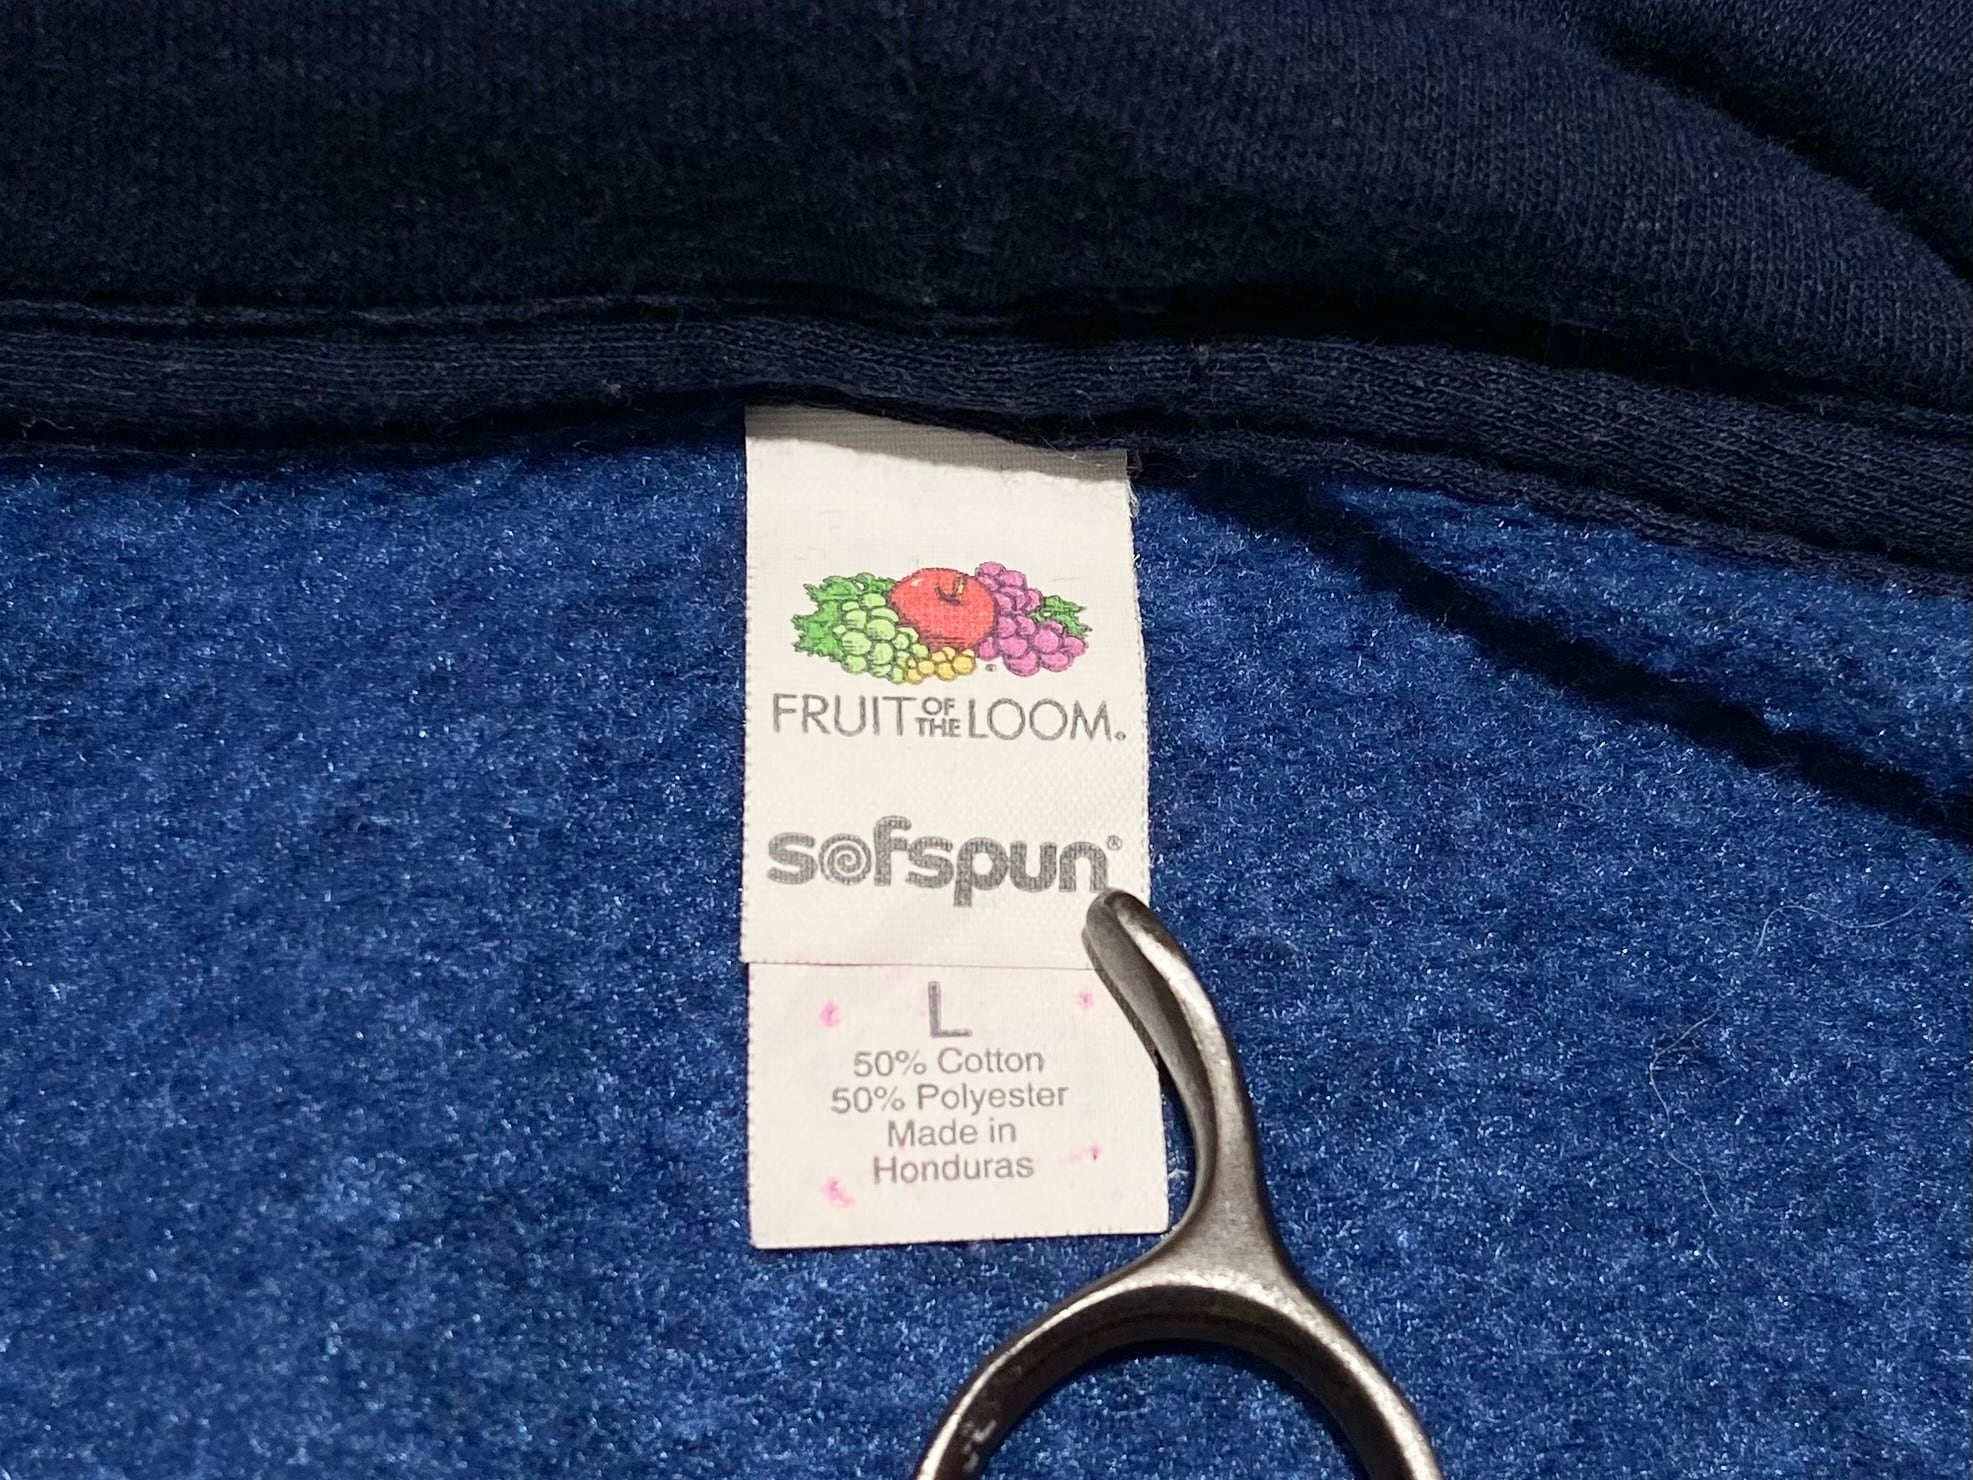 FRUIT OF THE LOOM®
sofspun®
L
50% Cotton
50% Polyester
Made in
Honduras